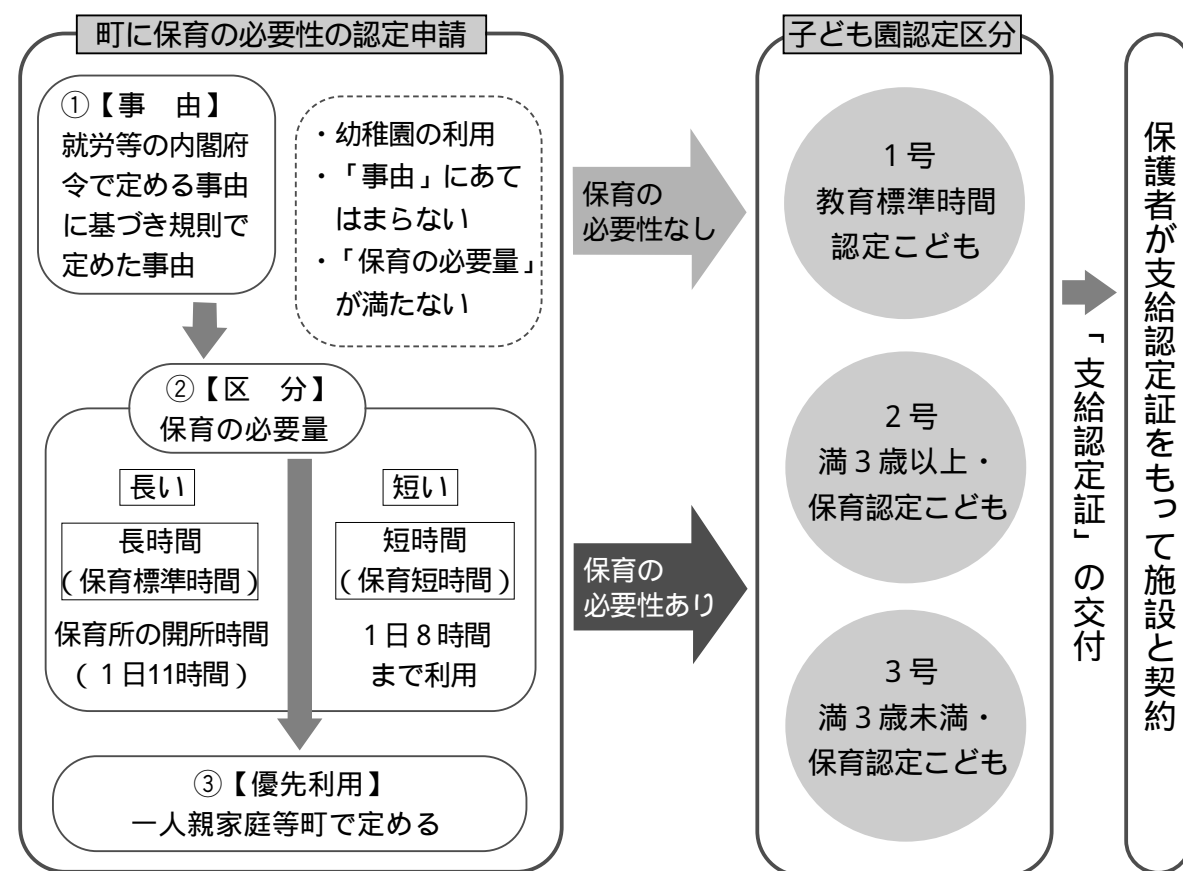 町に保育の必要性の認定申請
①【事　由】
就労等の内閣府
令で定める事由
に基づき規則で
定めた事由
・幼稚園の利用
・「事由」にあて
はまらない
・「保育の必要量」
が満たない
②【区　分】
保育の必要量
長い
長時間
（保育標準時間）
保育所の開所時間
（１日11時間）
短い
短時間
（保育短時間）
１日８時間
まで利用
③【優先利用】
一人親家庭等町で定める
保育の
必要性なし
保育の
必要性あり
子ども園認定区分
１号
教育標準時間
認定こども
２号
満３歳以上・
保育認定こども
３号
満３歳未満・
保育認定こども
「支給認定証」の交付
保護者が支給認定証をもって施設と契約